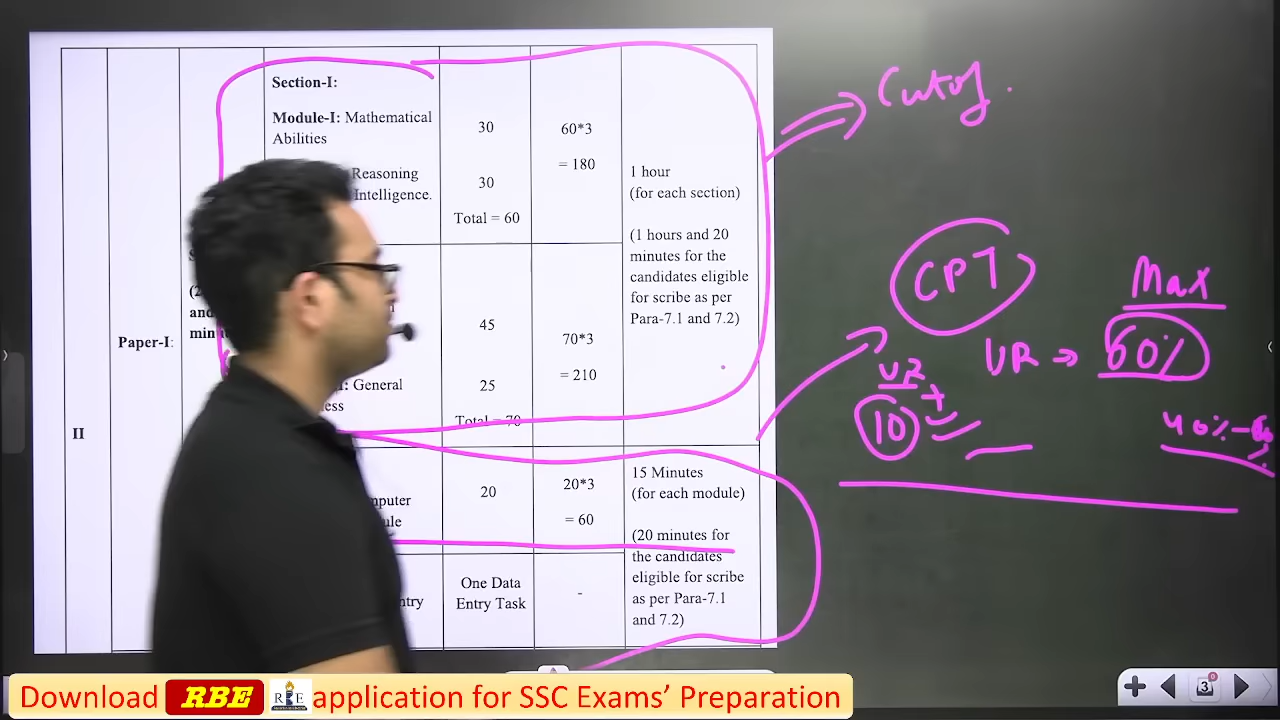 Section-I:
Module-I: Mathematical
Abilities
Reasoning
Intelligence.
30
30
Total = 60
60*3
= 180
1 hour
(for each section)
(1 hours and 20
minutes for the
candidates eligible
for scribe as per
Para-7.1 and 7.2)
Paper-I:
II
45
25
Total = 70
70*3
= 210
General
20
20*3
= 60
15 Minutes
(for each module)
(20 minutes for
the candidates
eligible for scribe
as per Para-7.1
and 7.2)
One Data
Entry Task
-
Cutof.
CPT
UR
10 +
Max
UR → 60%
40%-
Download RBE RBE application for SSC Exams' Preparation
3